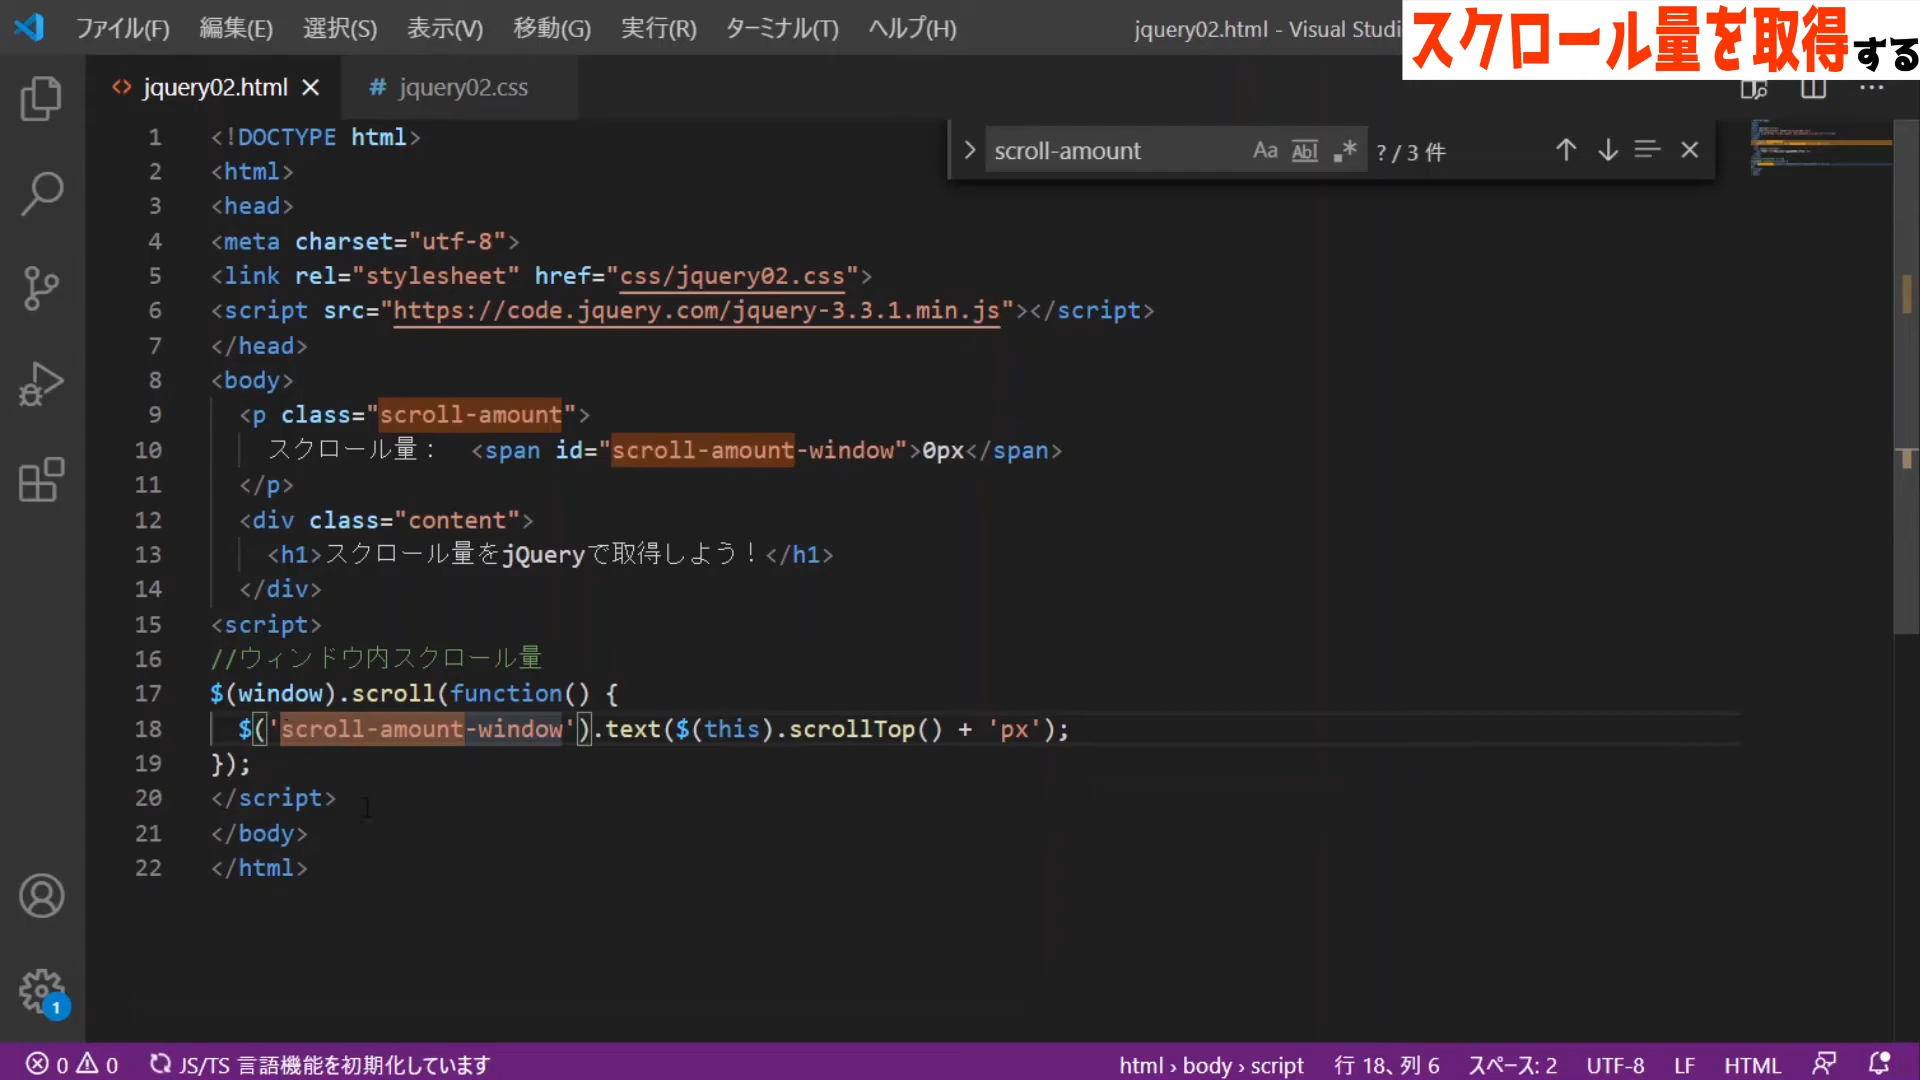 ファイル(F) 編集(E) 選択(S) 表示(V) 移動(G) 実行(R) ターミナル(T) ヘルプ(H) jquery02.html - Visual Studi
スクロール量を取得する
jquery02.html
# jquery02.css
scroll-amount Aa Abl ? / 3 件
1 <!DOCTYPE html>
2 <html>
3 <head>
4 <meta charset="utf-8">
5 <link rel="stylesheet" href="css/jquery02.css">
6 <script src="https://code.jquery.com/jquery-3.3.1.min.js"></script>
7 </head>
8 <body>
9 <p class="scroll-amount">
10 スクロール量： <span id="scroll-amount-window">0px</span>
11 </p>
12 <div class="content">
13 <h1>スクロール量をjQueryで取得しよう！</h1>
14 </div>
15 <script>
16 //ウィンドウ内スクロール量
17 $(window).scroll(function() {
18 $('scroll-amount-window').text($(this).scrollTop() + 'px');
19 });
20 </script>
21 </body>
22 </html>
1
0 0 JS/TS 言語機能を初期化しています html › body › script 行 18、列 6 スペース: 2 UTF-8 LF HTML